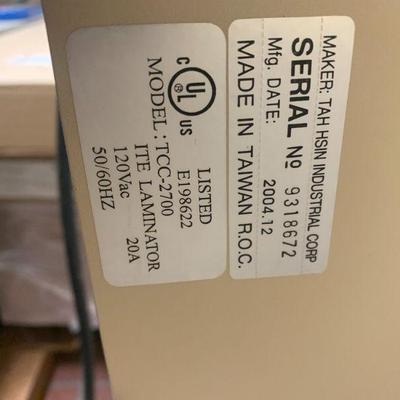 MAKER: TAH HSIN INDUSTRIAL CORP
SERIAL Nº 9318672
Mfg. DATE: 2004.12
MADE IN TAIWAN R.O.C.
C UL US
LISTED
E198622
MODEL: TCC-2700
ITE LAMINATOR
120Vac 20A
50/60HZ